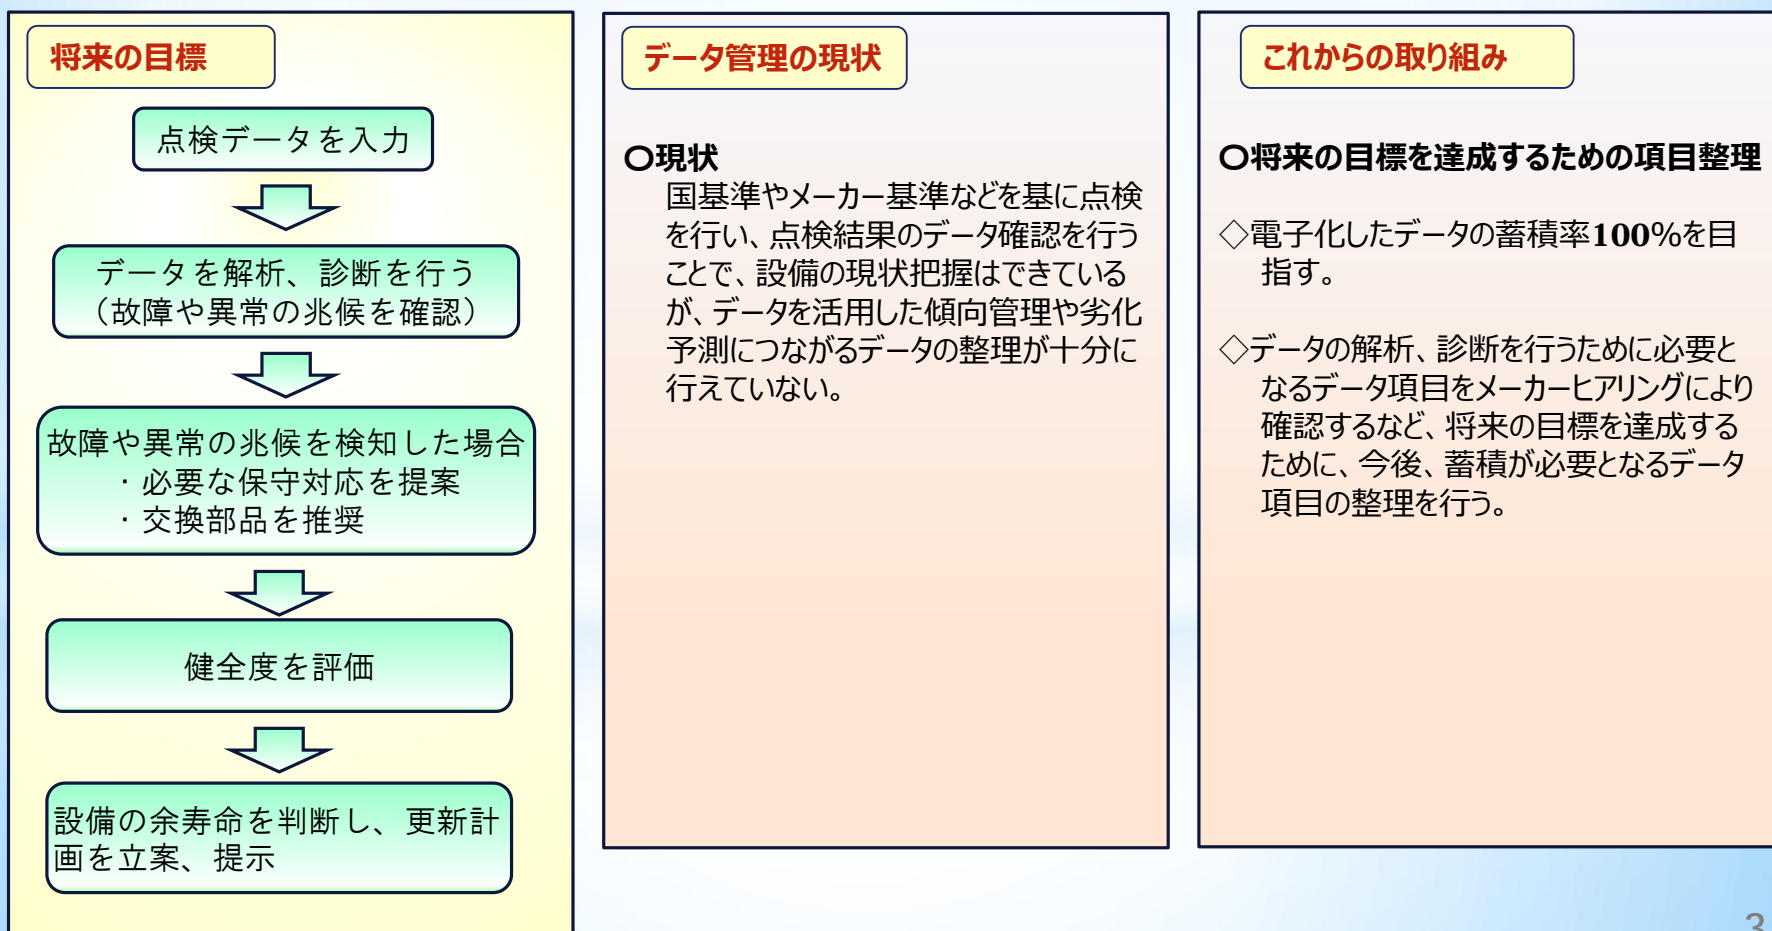 将来の目標
点検データを入力
データを解析、診断を行う
（故障や異常の兆候を確認）
故障や異常の兆候を検知した場合
・必要な保守対応を提案
・交換部品を推奨
健全度を評価
設備の余寿命を判断し、更新計
画を立案、提示
データ管理の現状
〇現状
国基準やメーカー基準などを基に点検
を行い、点検結果のデータ確認を行う
ことで、設備の現状把握はできている
が、データを活用した傾向管理や劣化
予測につながるデータの整理が十分に
行えていない。
これからの取り組み
〇将来の目標を達成するための項目整理
◇電子化したデータの蓄積率100%を目
指す。
◇データの解析、診断を行うために必要と
なるデータ項目をメーカーヒアリングにより
確認するなど、将来の目標を達成する
ために、今後、蓄積が必要となるデータ
項目の整理を行う。
3